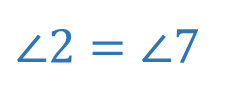 ∠2 = ∠7